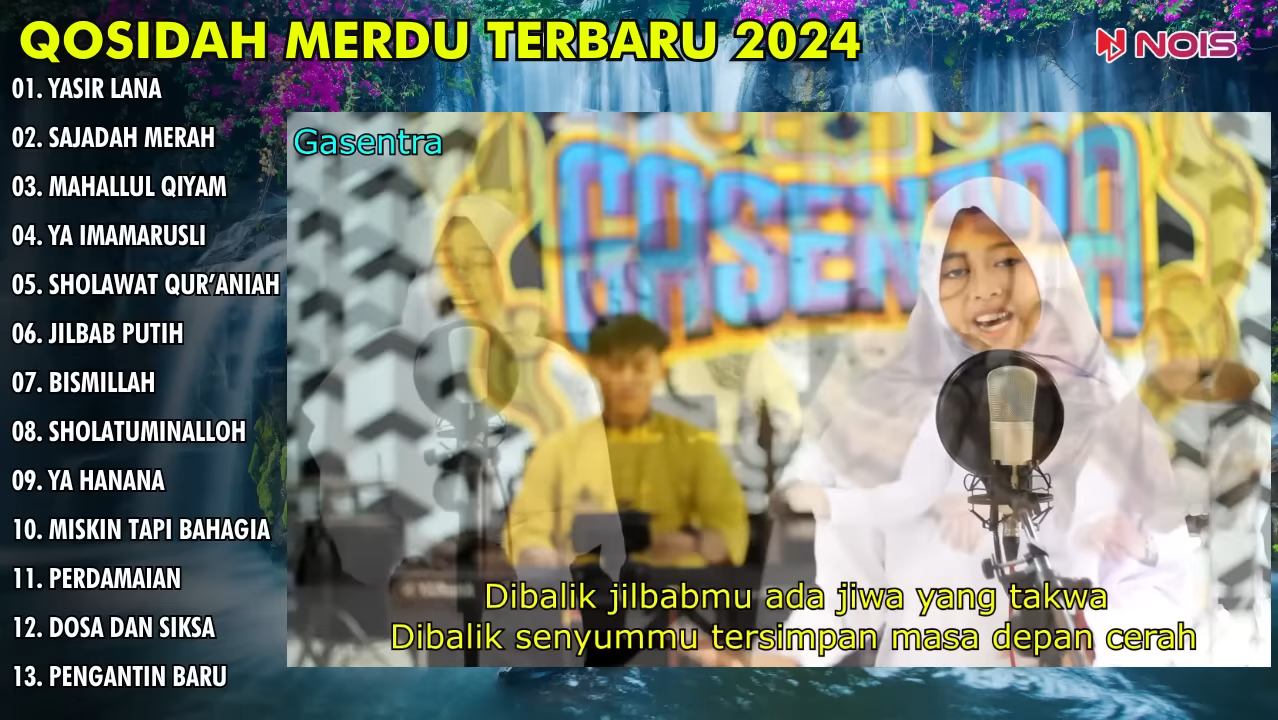 QOSIDAH MERDU TERBARU 2024
NOIS
01. YASIR LANA
02. SAJADAH MERAH
03. MAHALLUL QIYAM
04. YA IMAMARUSLI
05. SHOLAWAT QUR’ANIAH
06. JILBAB PUTIH
07. BISMILLAH
08. SHOLATUMINALLOH
09. YA HANANA
10. MISKIN TAPI BAHAGIA
11. PERDAMAIAN
12. DOSA DAN SIKSA
13. PENGANTIN BARU
Gasentra
GASENTRA
Dibalik jilbabmu ada jiwa yang takwa
Dibalik senyummu tersimpan masa depan cerah